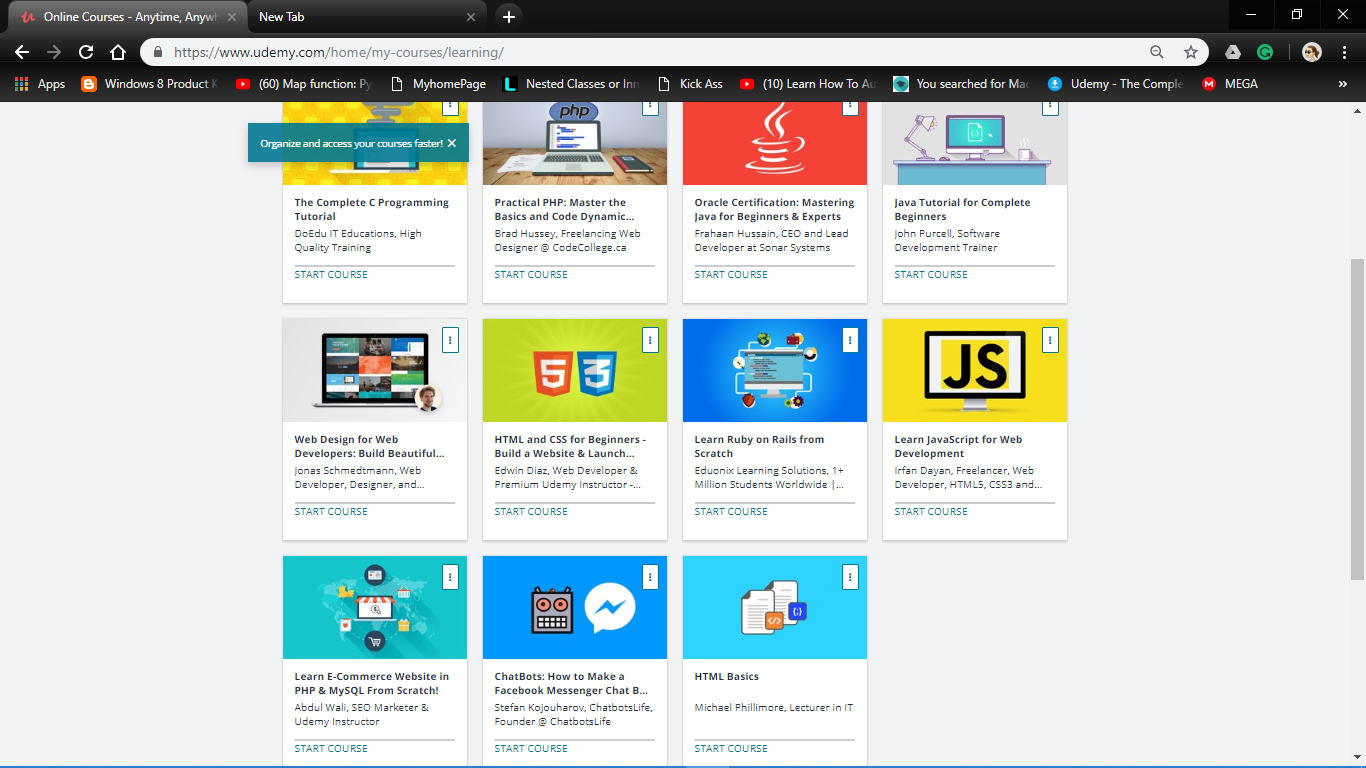 Online Courses - Anytime, Anywh
New Tab
https://www.udemy.com/home/my-courses/learning/
Apps
Windows 8 Product K
(60) Map function: Py
MyhomePage
Nested Classes or Inn
Kick Ass
(10) Learn How To Au
You searched for Mac
Udemy - The Comple
MEGA
»
Organize and access your courses faster!
php
The Complete C Programming
Tutorial
DoEdu IT Educations, High
Quality Training
START COURSE
Practical PHP: Master the
Basics and Code Dynamic...
Brad Hussey, Freelancing Web
Designer @ CodeCollege.ca
START COURSE
Oracle Certification: Mastering
Java for Beginners & Experts
Frahaan Hussain, CEO and Lead
Developer at Sonar Systems
START COURSE
Java Tutorial for Complete
Beginners
John Purcell, Software
Development Trainer
START COURSE
5
3
JS
Web Design for Web
Developers: Build Beautiful...
Jonas Schmedtmann, Web
Developer, Designer, and...
START COURSE
HTML and CSS for Beginners -
Build a Website & Launch...
Edwin Diaz, Web Developer &
Premium Udemy Instructor -...
START COURSE
Learn Ruby on Rails from
Scratch
Eduonix Learning Solutions, 1+
Million Students Worldwide |...
START COURSE
Learn JavaScript for Web
Development
Irfan Dayan, Freelancer, Web
Developer, HTML5, CSS3 and...
START COURSE
Learn E-Commerce Website in
PHP & MySQL From Scratch!
Abdul Wali, SEO Marketer &
Udemy Instructor
START COURSE
ChatBots: How to Make a
Facebook Messenger Chat B...
Stefan Kojouharov, ChatbotsLife,
Founder @ ChatbotsLife
START COURSE
</> {;}
HTML Basics
Michael Phillimore, Lecturer in IT
START COURSE